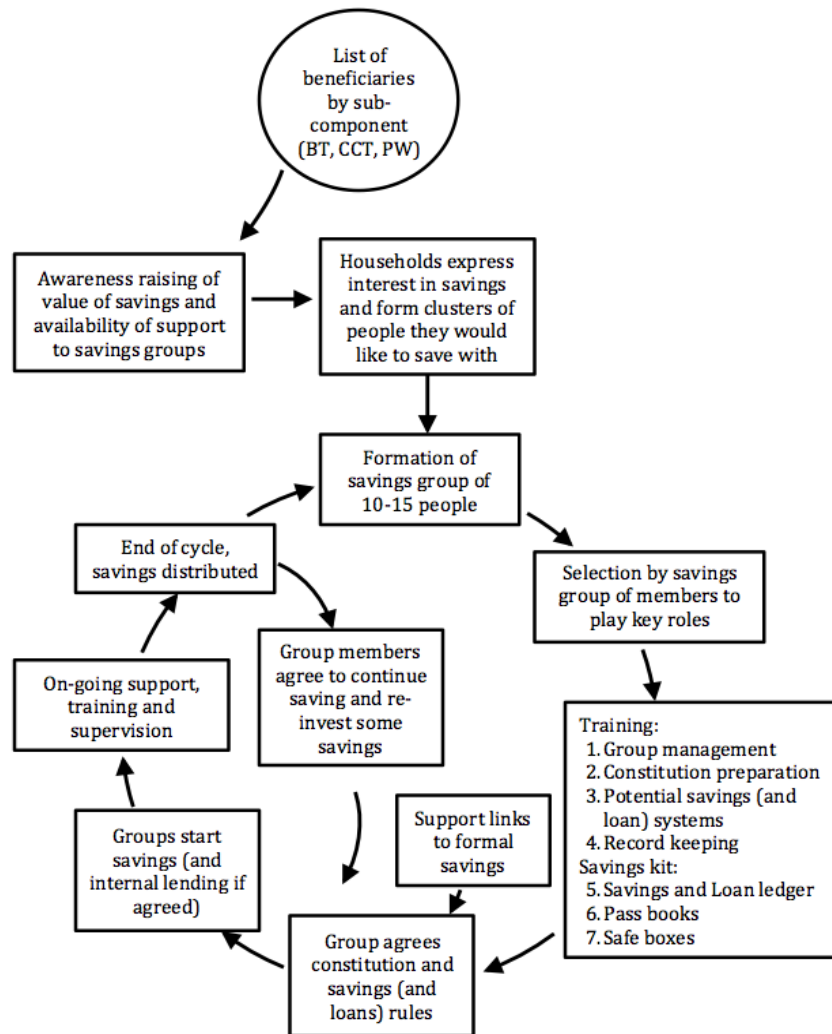 List of
beneficiaries
by sub-
component
(BT, CCT, PW)
Awareness raising of
value of savings and
availability of support
to savings groups
Households express
interest in savings
and form clusters of
people they would
like to save with
Formation of
savings group of
10-15 people
Selection by savings
group of members to
play key roles
Training:
1. Group management
2. Constitution preparation
3. Potential savings (and
loan) systems
4. Record keeping
Savings kit:
5. Savings and Loan ledger
6. Pass books
7. Safe boxes
Support links
to formal
savings
Group agrees
constitution and
savings (and
loans) rules
Groups start
savings (and
internal lending if
agreed)
On-going support,
training and
supervision
End of cycle,
savings distributed
Group members
agree to continue
saving and re-
invest some
savings